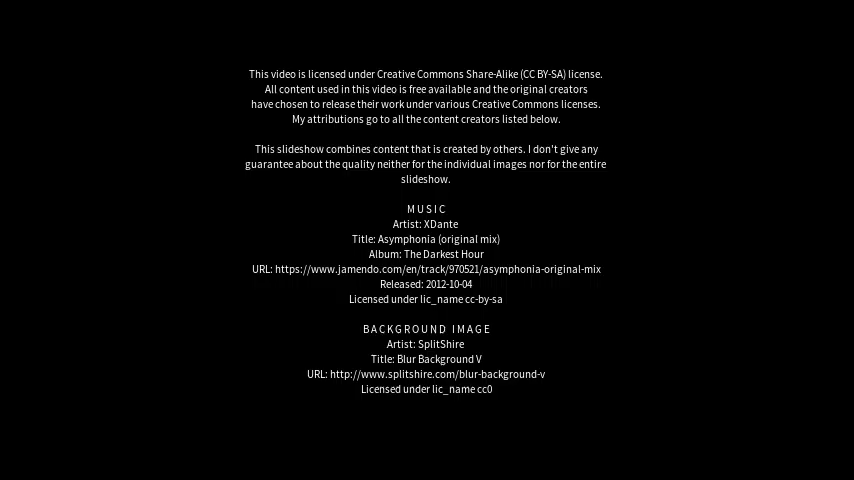 This video is licensed under Creative Commons Share-Alike (CC BY-SA) license.
All content used in this video is free available and the original creators
have chosen to release their work under various Creative Commons licenses.
My attributions go to all the content creators listed below.
This slideshow combines content that is created by others. I don't give any
guarantee about the quality neither for the individual images nor for the entire
slideshow.
MUSIC
Artist: XDante
Title: Asymphonia (original mix)
Album: The Darkest Hour
URL: https://www.jamendo.com/en/track/970521/asymphonia-original-mix
Released: 2012-10-04
Licensed under lic_name cc-by-sa
BACKGROUND IMAGE
Artist: SplitShire
Title: Blur Background V
URL: http://www.splitshire.com/blur-background-v
Licensed under lic_name cc0